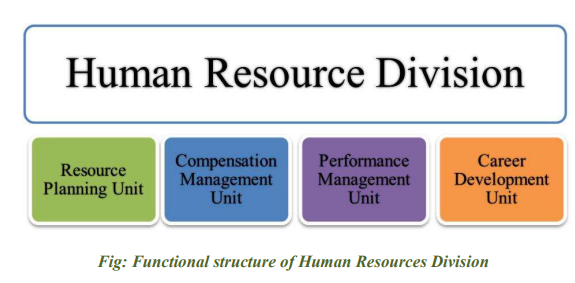 Human Resource Division
Resource
Planning Unit
Compensation
Management
Unit
Performance
Management
Unit
Career
Development
Unit
Fig: Functional structure of Human Resources Division